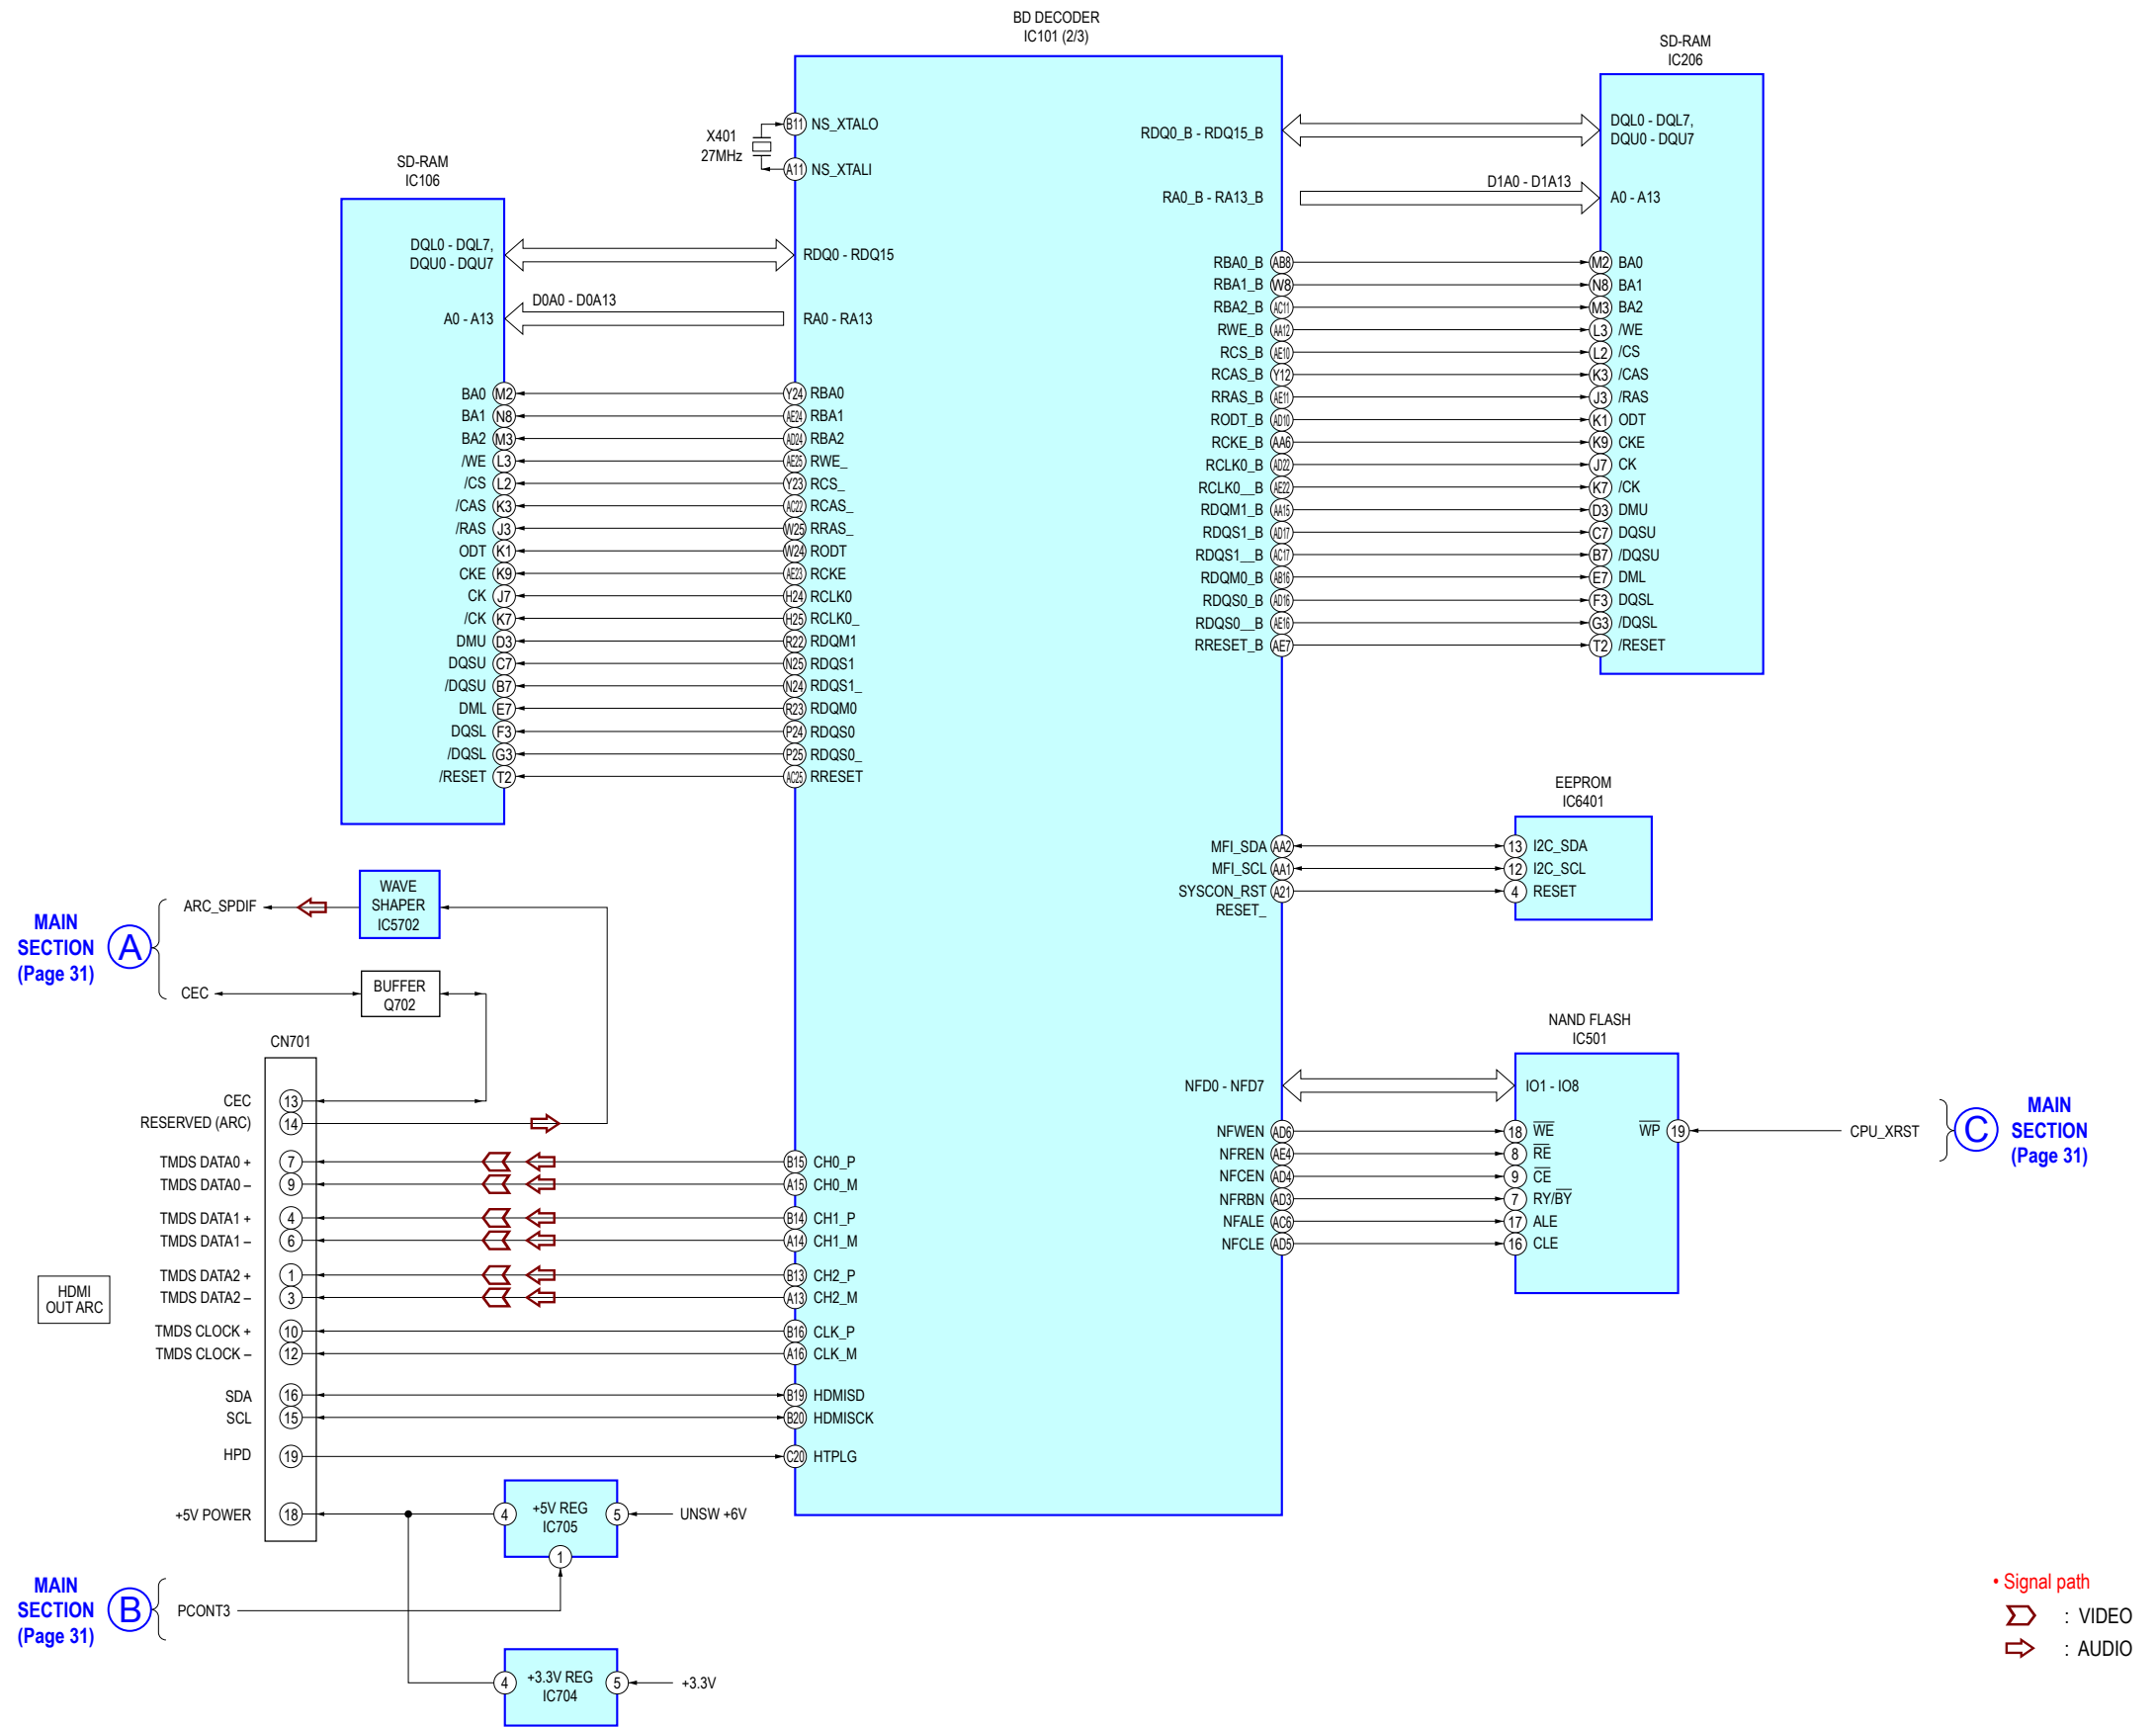 BD DECODER
IC101 (2/3)
SD-RAM
IC206
SD-RAM
IC106
X401
27MHz
B11 NS_XTALO
A11 NS_XTALI
DQL0 - DQL7,
DQU0 - DQU7
RDQ0 - RDQ15
A0 - A13
D0A0 - D0A13
RA0 - RA13
BA0 M2 Y24 RBA0
BA1 N8 AE24 RBA1
BA2 M3 AD24 RBA2
/WE L3 AE25 RWE_
/CS L2 Y23 RCS_
/CAS K3 AC22 RCAS_
/RAS J3 W25 RRAS_
ODT K1 W24 RODT
CKE K9 AE23 RCKE
CK J7 H24 RCLK0
/CK K7 H25 RCLK0_
DMU D3 R22 RDQM1
DQSU C7 N25 RDQS1
/DQSU B7 N24 RDQS1_
DML E7 R23 RDQM0
DQSL F3 P24 RDQS0
/DQSL G3 P25 RDQS0_
/RESET T2 AC25 RRESET
RDQ0_B - RDQ15_B
DQL0 - DQL7,
DQU0 - DQU7
RA0_B - RA13_B
D1A0 - D1A13
A0 - A13
RBA0_B AB8 M2 BA0
RBA1_B W8 N8 BA1
RBA2_B AC11 M3 BA2
RWE_B AA12 L3 /WE
RCS_B AE10 L2 /CS
RCAS_B Y12 K3 /CAS
RRAS_B AE11 J3 /RAS
RODT_B AD10 K1 ODT
RCKE_B AA6 K9 CKE
RCLK0_B AD22 J7 CK
RCLK0__B AE22 K7 /CK
RDQM1_B AA15 D3 DMU
RDQS1_B AD17 C7 DQSU
RDQS1__B AC17 B7 /DQSU
RDQM0_B AB16 E7 DML
RDQS0_B AD16 F3 DQSL
RDQS0__B AE16 G3 /DQSL
RRESET_B AE7 T2 /RESET
EEPROM
IC6401
MFI_SDA AA2 13 I2C_SDA
MFI_SCL AA1 12 I2C_SCL
SYSCON_RST A21 4 RESET
RESET_
MAIN
SECTION
(Page 31)
A
ARC_SPDIF
WAVE
SHAPER
IC5702
CEC
BUFFER
Q702
CN701
CEC 13
RESERVED (ARC) 14
TMDS DATA0 + 7 B15 CH0_P
TMDS DATA0 – 9 A15 CH0_M
TMDS DATA1 + 4 B14 CH1_P
TMDS DATA1 – 6 A14 CH1_M
TMDS DATA2 + 1 B13 CH2_P
TMDS DATA2 – 3 A13 CH2_M
TMDS CLOCK + 10 B16 CLK_P
TMDS CLOCK – 12 A16 CLK_M
SDA 16 B19 HDMISD
SCL 15 B20 HDMISCK
HPD 19 C20 HTPLG
+5V POWER 18
HDMI
OUT ARC
4 +5V REG
IC705
5 UNSW +6V
1
MAIN
SECTION
(Page 31)
B
PCONT3
4 +3.3V REG
IC704
5 +3.3V
NAND FLASH
IC501
NFD0 - NFD7
IO1 - IO8
NFWEN AD6 18 WE
NFREN AE4 8 RE
NFCEN AD4 9 CE
NFRBN AD3 7 RY/BY
NFALE AC6 17 ALE
NFCLE AD5 16 CLE
WP 19 CPU_XRST
C
MAIN
SECTION
(Page 31)
• Signal path
: VIDEO
: AUDIO